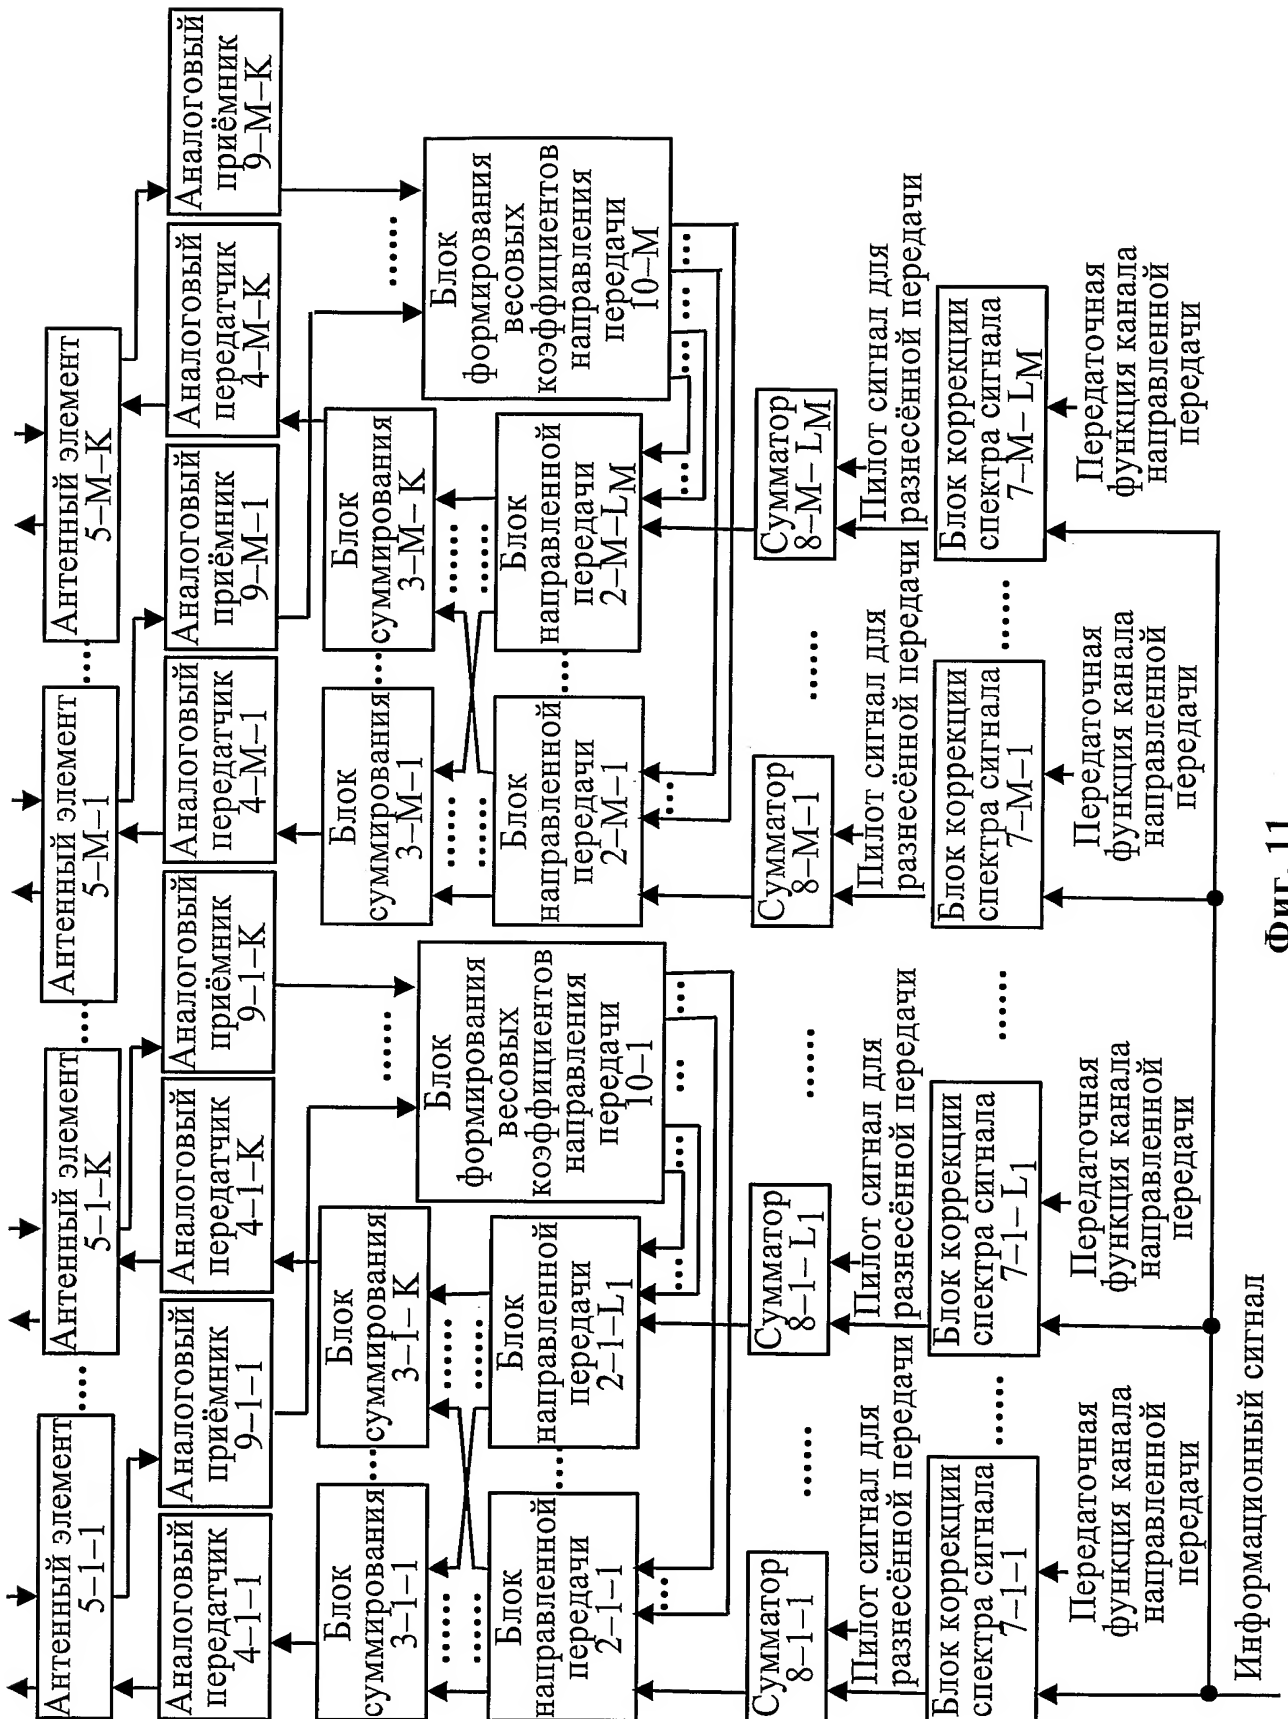 Антенный элемент
5–1–1
Антенный элемент
5–1–K
Антенный элемент
5–M–1
Антенный элемент
5–M–K
Аналоговый
передатчик
4–1–1
Аналоговый
приёмник
9–1–1
Аналоговый
передатчик
4–1–K
Аналоговый
приёмник
9–1–K
Аналоговый
передатчик
4–M–1
Аналоговый
приёмник
9–M–1
Аналоговый
передатчик
4–M–K
Аналоговый
приёмник
9–M–K
Блок
суммирования
3–1–1
Блок
суммирования
3–1–K
Блок
формирования
весовых
коэффициентов
направления
передачи
10–1
Блок
суммирования
3–M–1
Блок
суммирования
3–M–K
Блок
формирования
весовых
коэффициентов
направления
передачи
10–M
Блок
направленной
передачи
2–1–1
Блок
направленной
передачи
2–1–L1
Блок
направленной
передачи
2–M–1
Блок
направленной
передачи
2–M–LM
Сумматор
8–1–1
Сумматор
8–1–L1
Сумматор
8–M–1
Сумматор
8–M–LM
Пилот сигнал для
разнесённой передачи
Пилот сигнал для
разнесённой передачи
Пилот сигнал для
разнесённой передачи
Пилот сигнал для
разнесённой передачи
Блок коррекции
спектра сигнала
7–1–1
Блок коррекции
спектра сигнала
7–1–L1
Блок коррекции
спектра сигнала
7–M–1
Блок коррекции
спектра сигнала
7–M–LM
Передаточная
функция канала
направленной
передачи
Передаточная
функция канала
направленной
передачи
Передаточная
функция канала
направленной
передачи
Передаточная
функция канала
направленной
передачи
Информационный сигнал
Фиг. 11